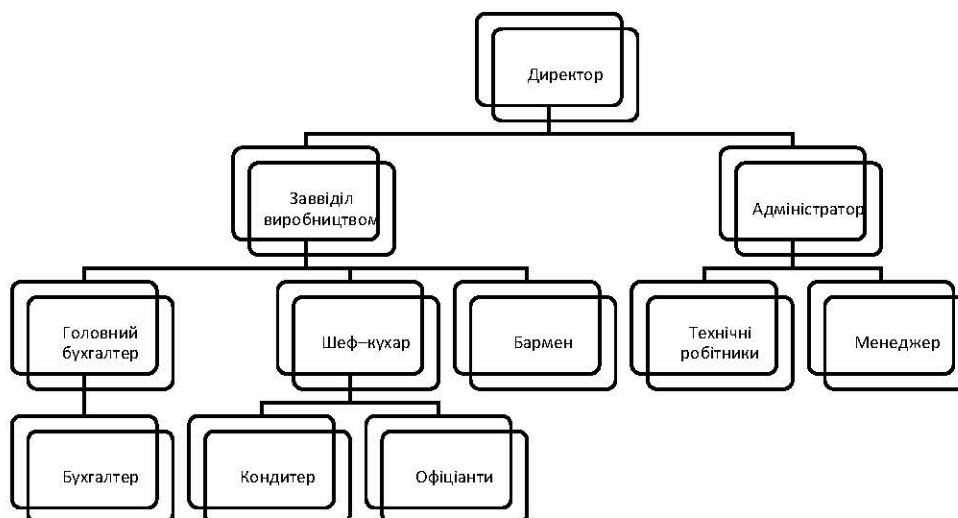 Директор
Заввіділ
виробництвом
Адміністратор
Головний
бухгалтер
Шеф–кухар
Бармен
Технічні
робітники
Менеджер
Бухгалтер
Кондитер
Офіціанти